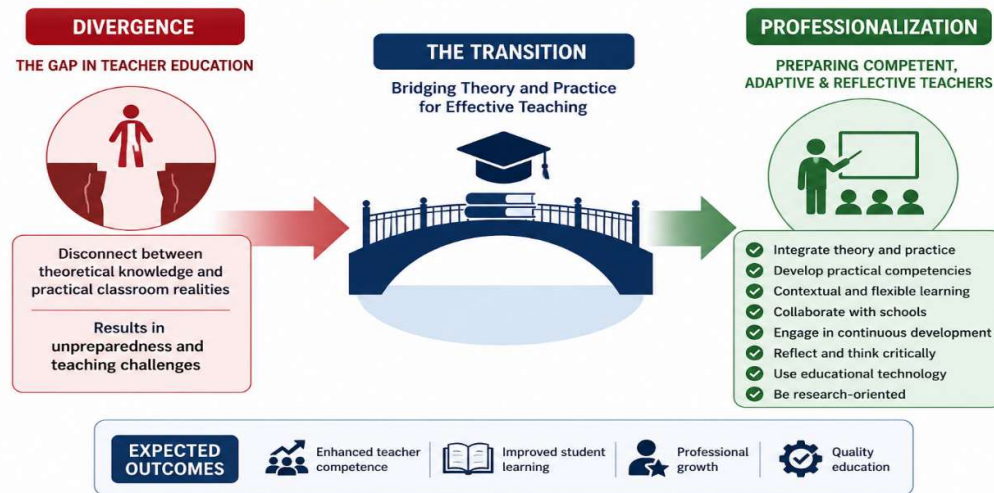 DIVERGENCE
THE GAP IN TEACHER EDUCATION
Disconnect between
theoretical knowledge and
practical classroom realities
Results in
unpreparedness and
teaching challenges
THE TRANSITION
Bridging Theory and Practice
for Effective Teaching
PROFESSIONALIZATION
PREPARING COMPETENT,
ADAPTIVE & REFLECTIVE TEACHERS
Integrate theory and practice
Develop practical competencies
Contextual and flexible learning
Collaborate with schools
Engage in continuous development
Reflect and think critically
Use educational technology
Be research-oriented
EXPECTED
OUTCOMES
Enhanced teacher
competence
Improved student
learning
Professional
growth
Quality
education